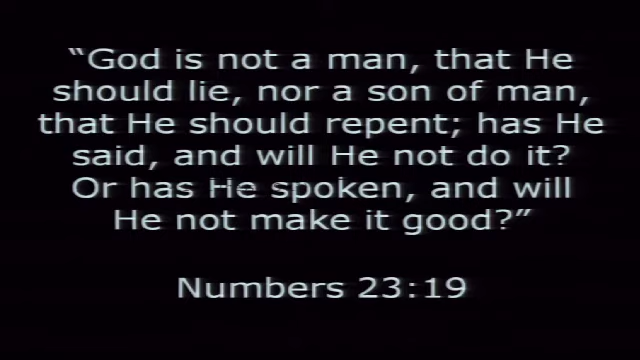 “God is not a man, that He
should lie, nor a son of man,
that He should repent; has He
said, and will He not do it?
Or has He spoken, and will
He not make it good?”
Numbers 23:19